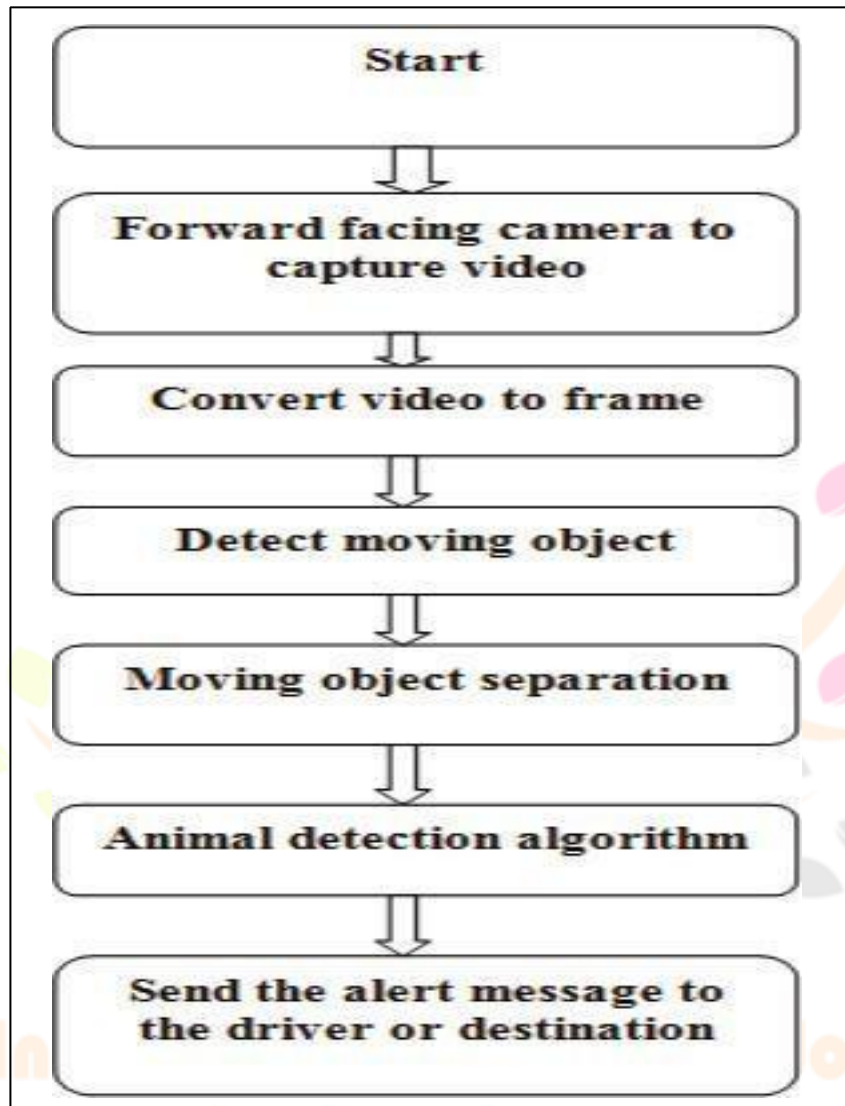 Start
Forward facing camera to
capture video
Convert video to frame
Detect moving object
Moving object separation
Animal detection algorithm
Send the alert message to
the driver or destination